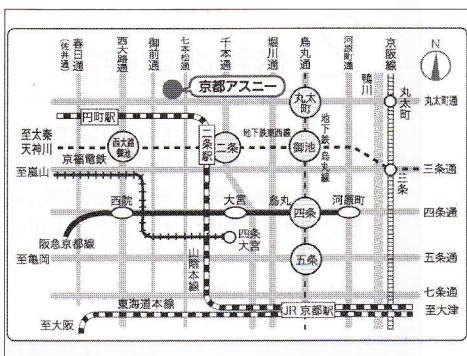 春日通
(佐井通)
西大路通
御前通
七本松通
千本通
堀川通
烏丸通
河原町通
鴨川
京阪線
N
京都アスニー
丸太町
丸太町
丸太町通
円町駅
至太秦
天神川
西大路
御池
二条駅
二条
地下鉄東西線
御池
地下鉄・烏丸線
京福電鉄
至嵐山
三条
三条通
西院
大宮
烏丸
四条
河原町
四条通
阪急京都線
四条
大宮
至亀岡
山陰本線
五条
五条通
七条通
東海道本線
JR京都駅
至大津
至大阪